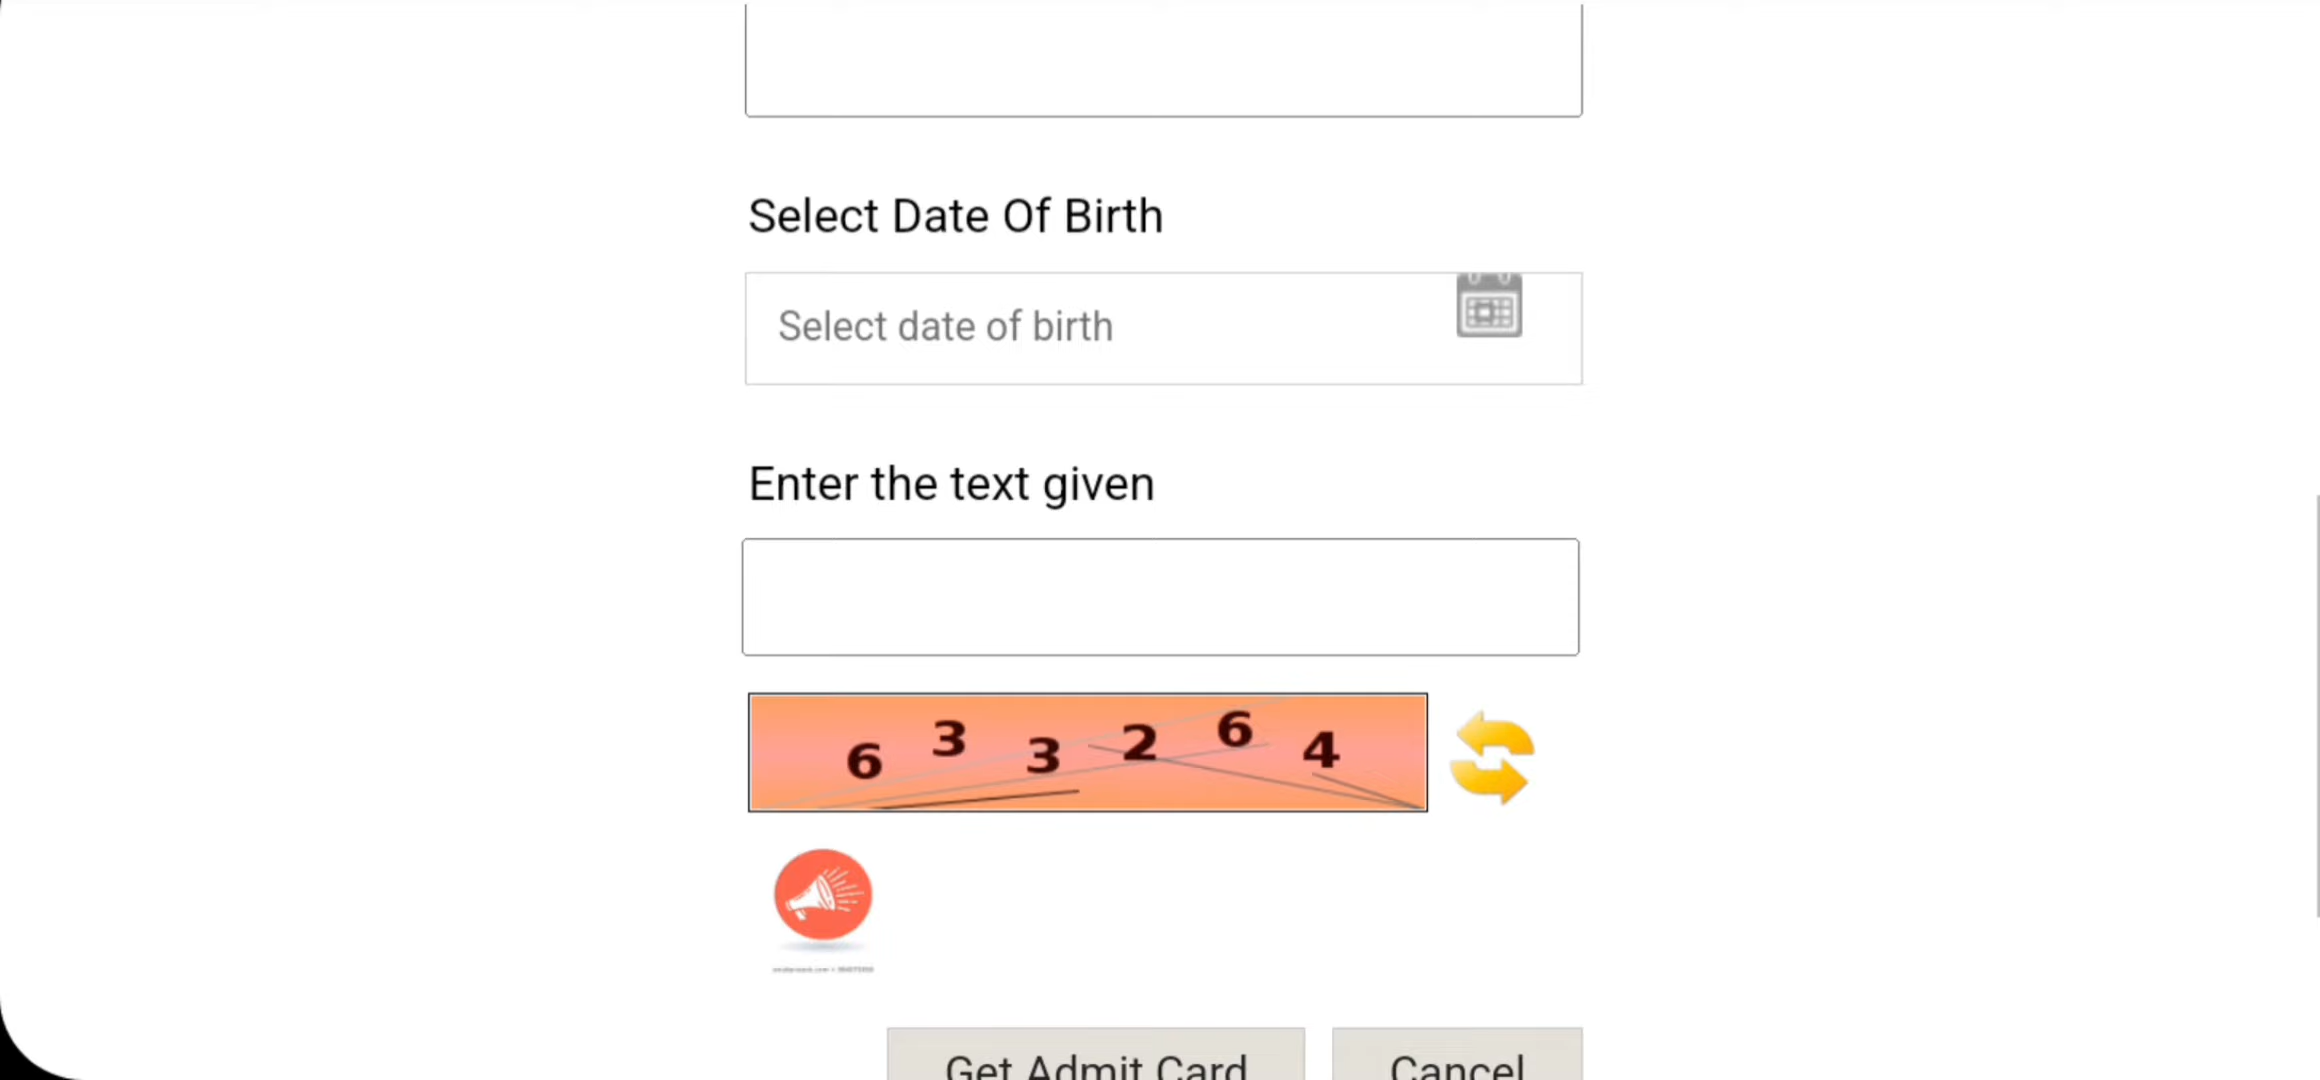 Select Date Of Birth
Select date of birth
Enter the text given
6 3 3 2 6 4
Get Admit Card Cancel